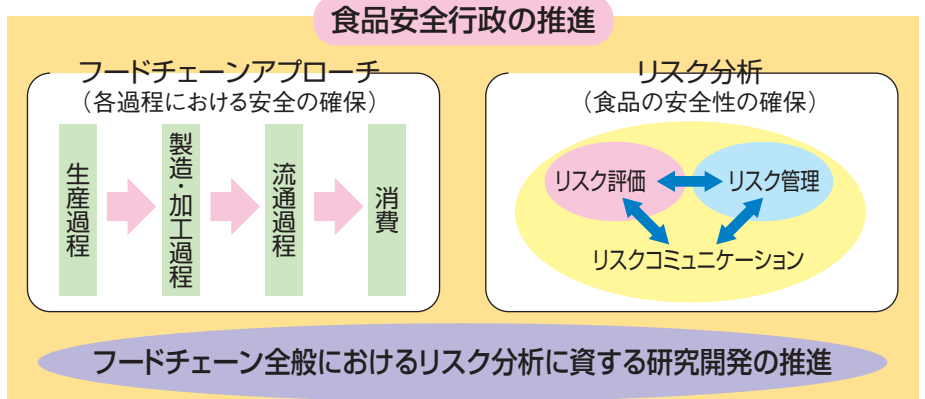 食品安全行政の推進
フードチェーンアプローチ
（各過程における安全の確保）
生産過程
製造・加工過程
流通過程
消費
リスク分析
（食品の安全性の確保）
リスク評価
リスク管理
リスクコミュニケーション
フードチェーン全般におけるリスク分析に資する研究開発の推進